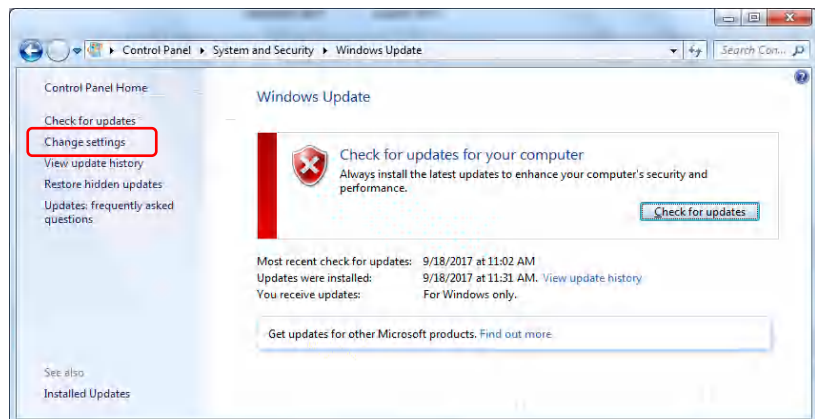 Control Panel ▸ System and Security ▸ Windows Update
Search Con...
Control Panel Home
Check for updates
Change settings
View update history
Restore hidden updates
Updates: frequently asked
questions
See also
Installed Updates
Windows Update
Check for updates for your computer
Always install the latest updates to enhance your computer's security and
performance.
Check for updates
Most recent check for updates: 9/18/2017 at 11:02 AM
Updates were installed: 9/18/2017 at 11:31 AM. View update history
You receive updates: For Windows only.
Get updates for other Microsoft products. Find out more